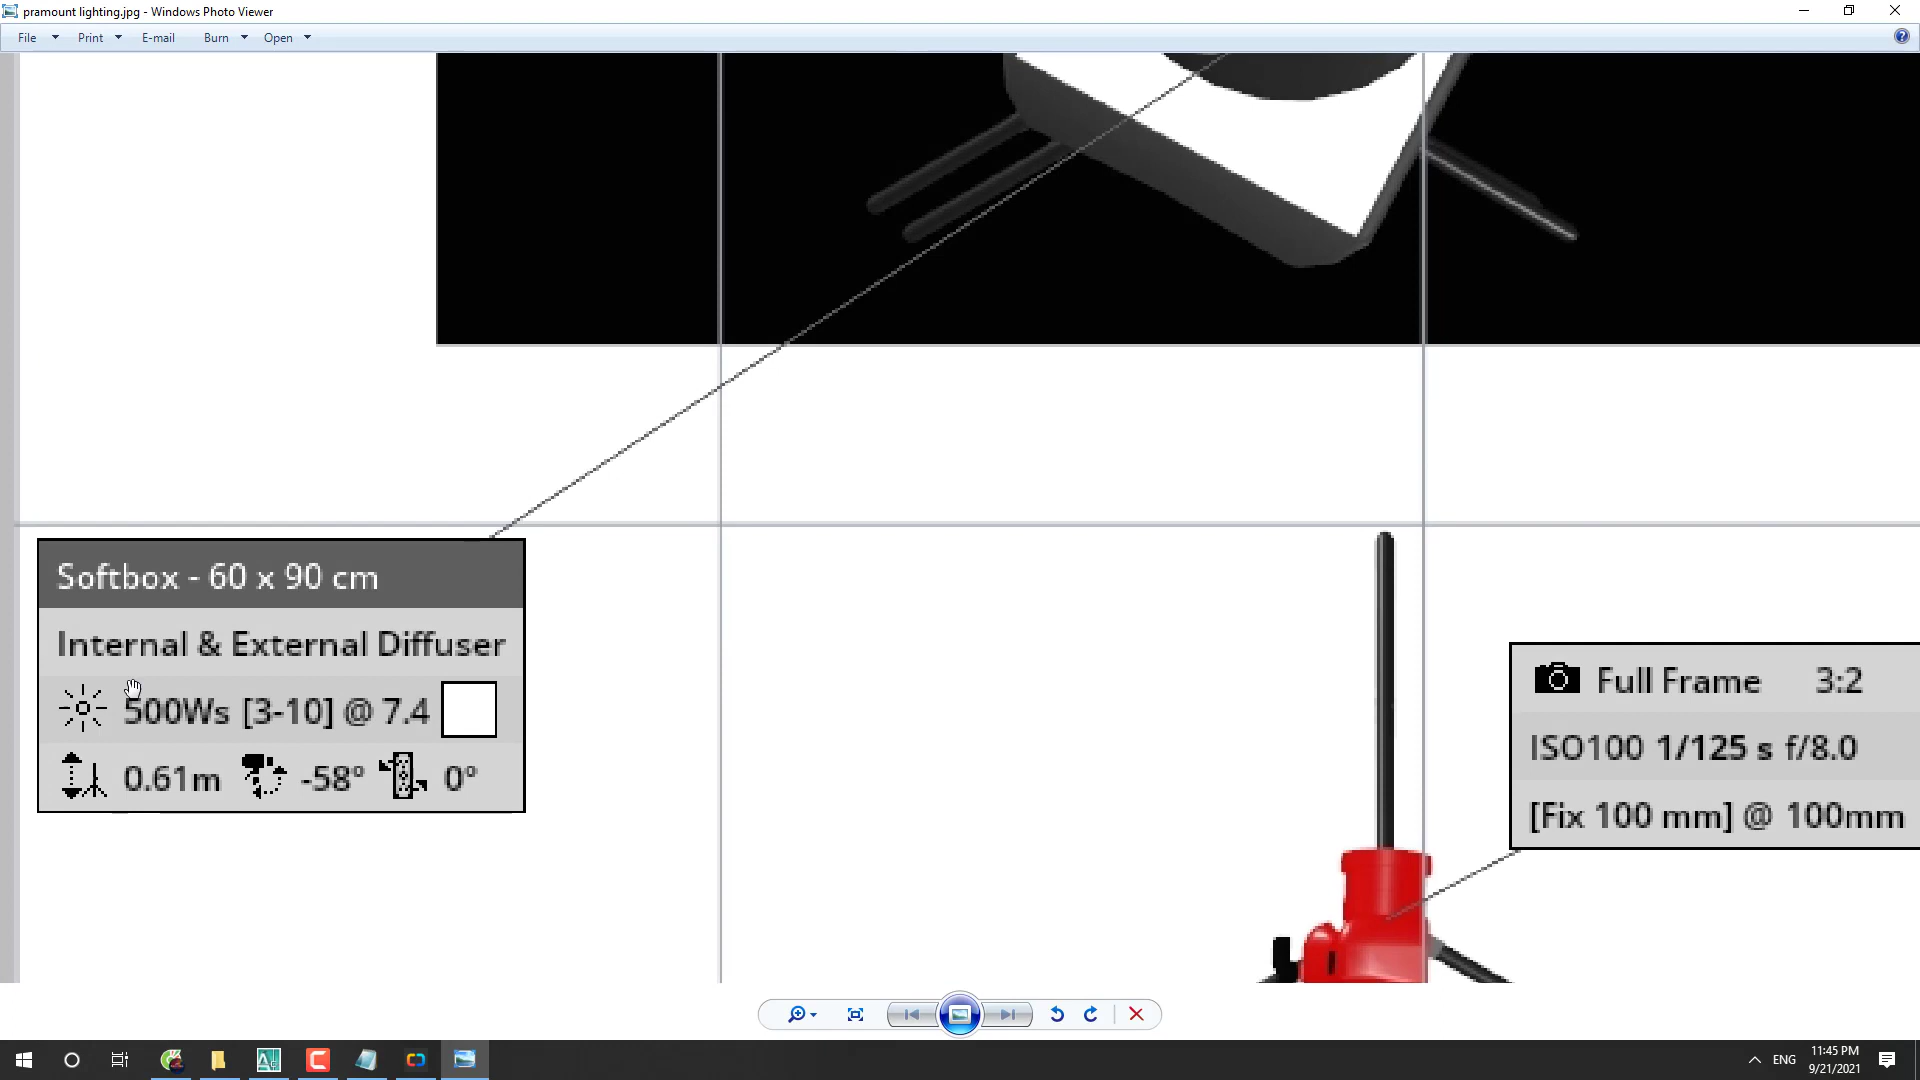 pramount lighting.jpg - Windows Photo Viewer
File Print E-mail Burn Open
Softbox - 60 x 90 cm
Internal & External Diffuser
500Ws [3-10] @ 7.4
0.61m -58° 0°
Full Frame 3:2
ISO100 1/125 s f/8.0
[Fix 100 mm] @ 100mm
ENG
11:45 PM
9/21/2021